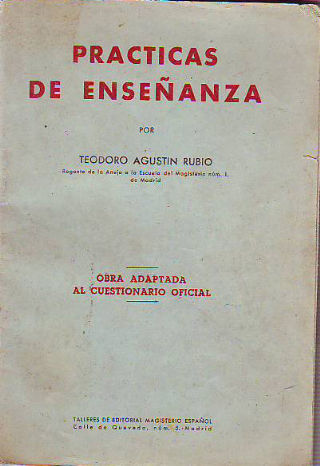 PRACTICAS
DE ENSEÑANZA
POR
TEODORO AGUSTIN RUBIO
Regente de la Aneja a la Escuela del Magisterio núm. 1.
de Madrid
OBRA ADAPTADA
AL CUESTIONARIO OFICIAL
TALLERES DE EDITORIAL MAGISTERIO ESPAÑOL
Calle de Quevedo, núm. 5.-Madrid